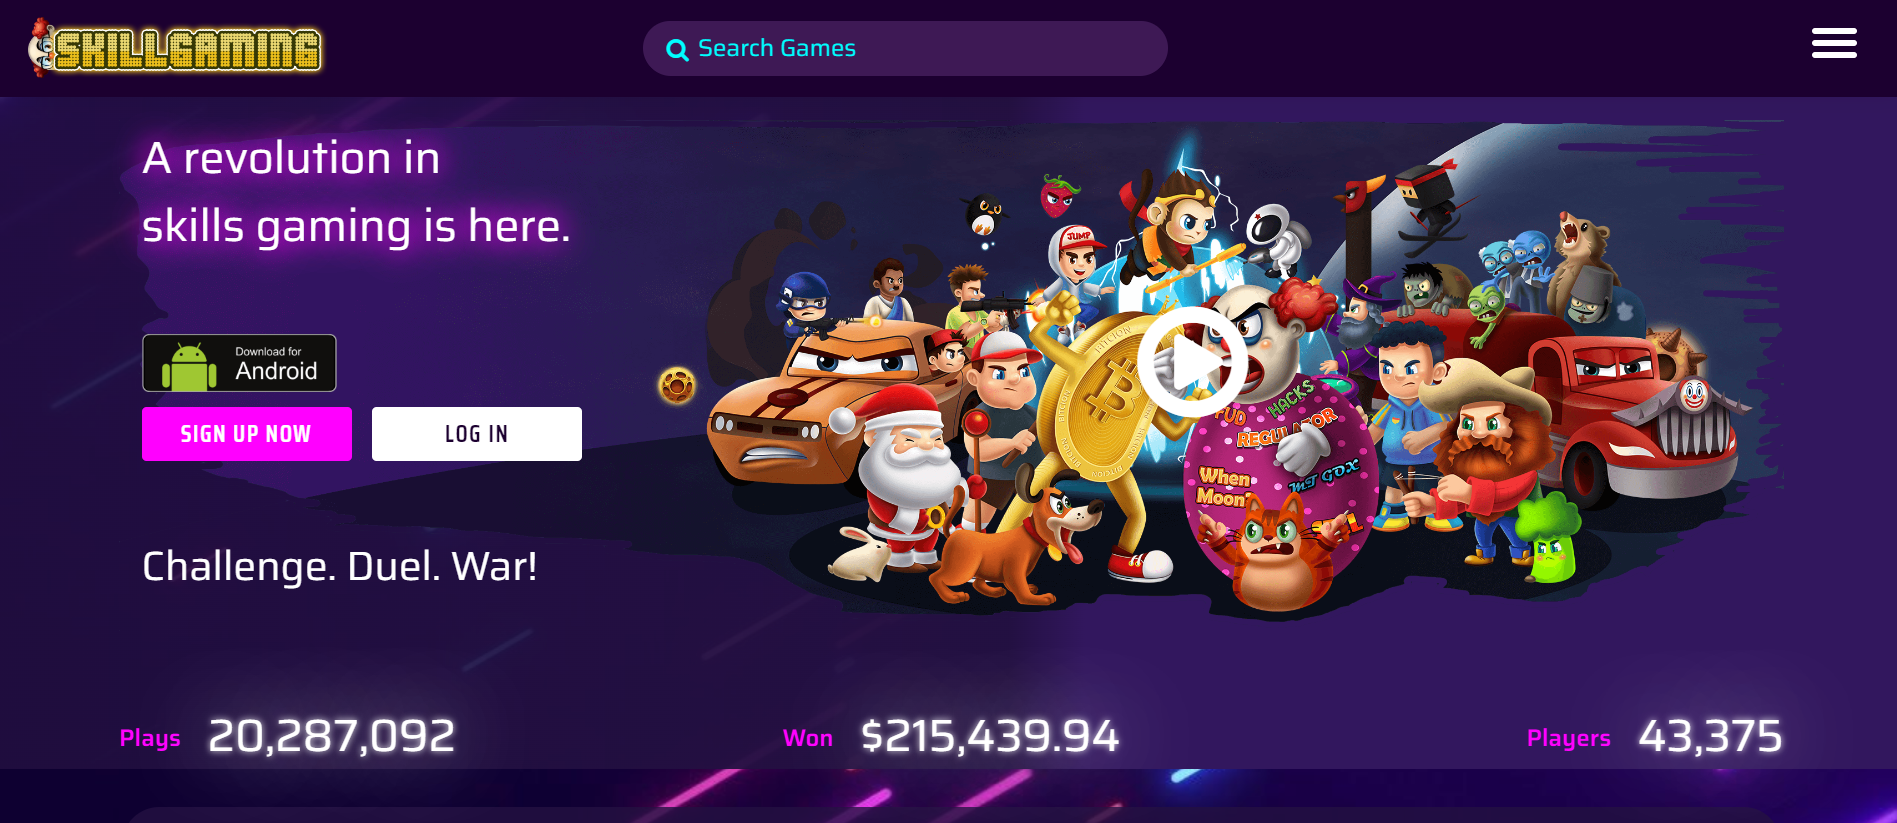 SKILLGAMING
Search Games
A revolution in
skills gaming is here.
Download for
Android
SIGN UP NOW
LOG IN
Challenge. Duel. War!
JUMP
BITCION
FUD
HACKS
REGULATOR
When
Moon?
MT GOX
Plays 20,287,092
Won $215,439.94
Players 43,375